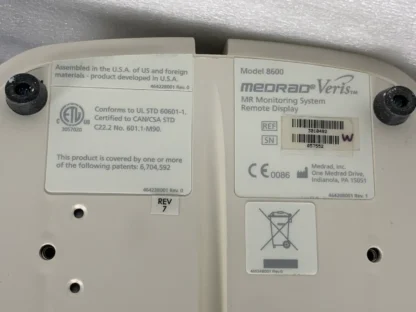 Assembled in the U.S.A. of US and foreign
materials - product developed in U.S.A.
Conforms to UL STD 60601-1.
Certified to CAN/CSA STD
C22.2 No. 601.1-M90.
This product is covered by one or more
of the following patents: 6,704,592
REV
7
Model 8600
MEDRAD Veris™
MR Monitoring System
Remote Display
REF
SN
W
CE 0086
Medrad, Inc.
One Medrad Drive
Indianola, PA 15051